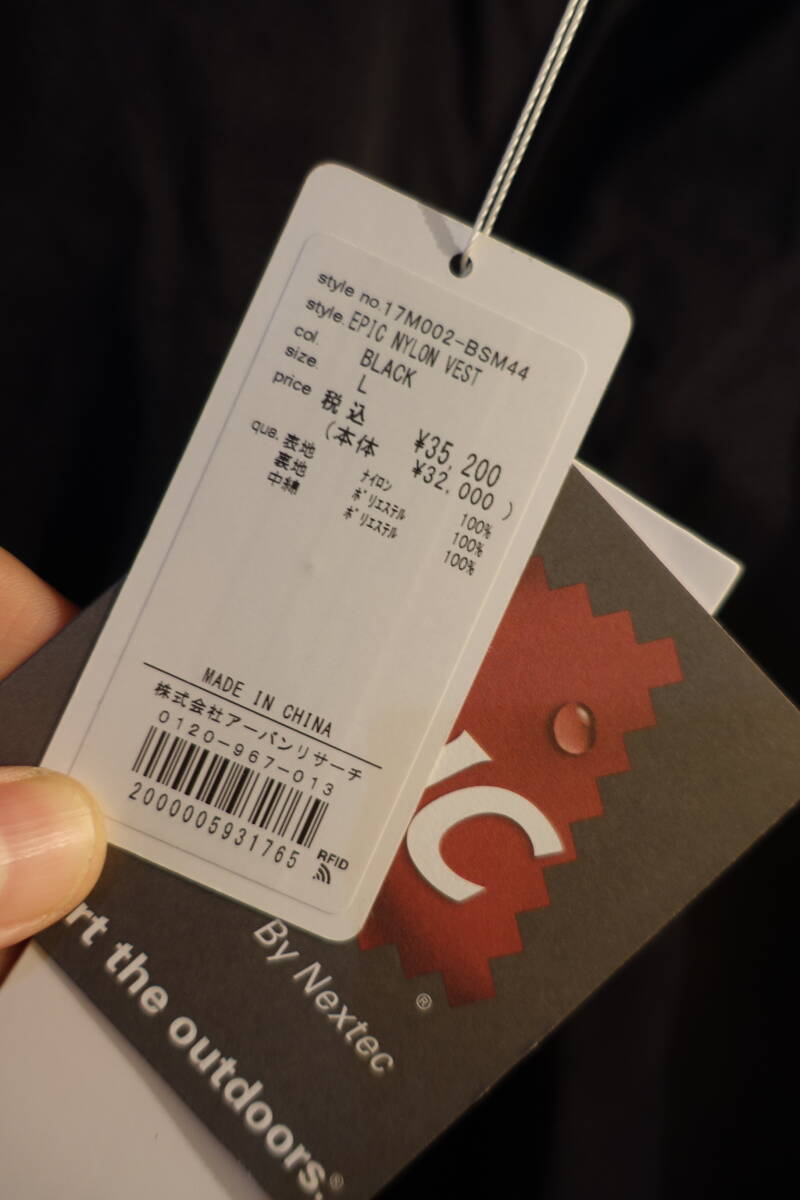 style no.17M002-BSM44
style.EPIC NYLON VEST
col. BLACK
size. L
price 税込 ¥35,200
(本体 ¥32,000)
qua.表地 ナイロン 100%
裏地 ポリエステル 100%
中綿 ポリエステル 100%
MADE IN CHINA
株式会社アーバンリサーチ
0120-967-013
2000005931765
RFID
C
By Nextec®
rt the outdoors.®